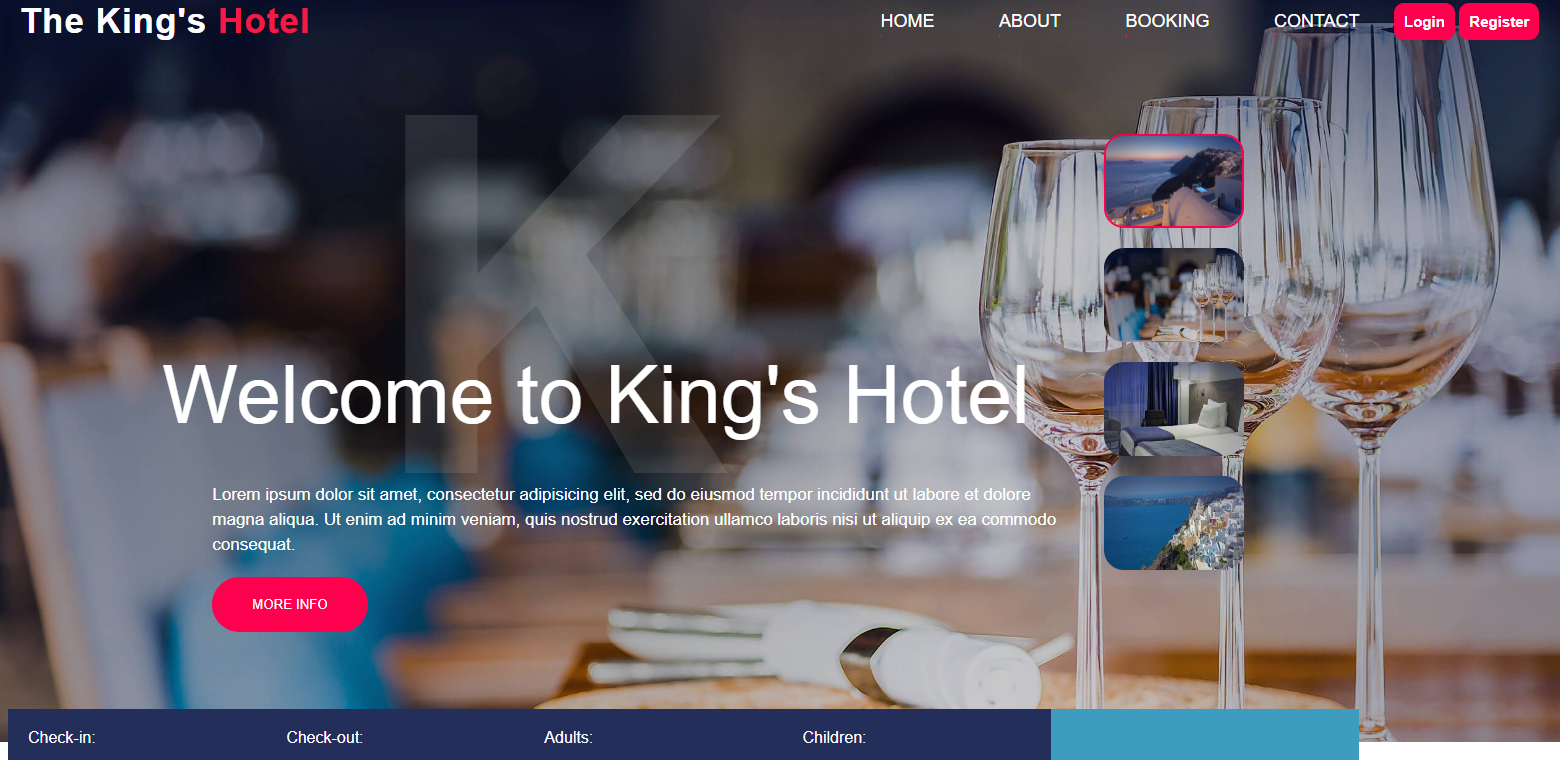 The King's Hotel
HOME ABOUT BOOKING CONTACT Login Register
K
Welcome to King's Hotel
Lorem ipsum dolor sit amet, consectetur adipisicing elit, sed do eiusmod tempor incididunt ut labore et dolore
magna aliqua. Ut enim ad minim veniam, quis nostrud exercitation ullamco laboris nisi ut aliquip ex ea commodo
consequat.
MORE INFO
Check-in: Check-out: Adults: Children: